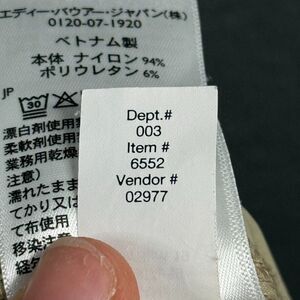 エディー・バウアー・ジャパン(株)
0120-07-1920
ベトナム製
本体 ナイロン 94%
ポリウレタン 6%
JP
30
漂白剤使用
柔軟剤使用
業務用乾燥
注意)
濡れたまま
てかり又は
て布使用
移染注意
Dept.#
003
Item #
6552
Vendor #
02977